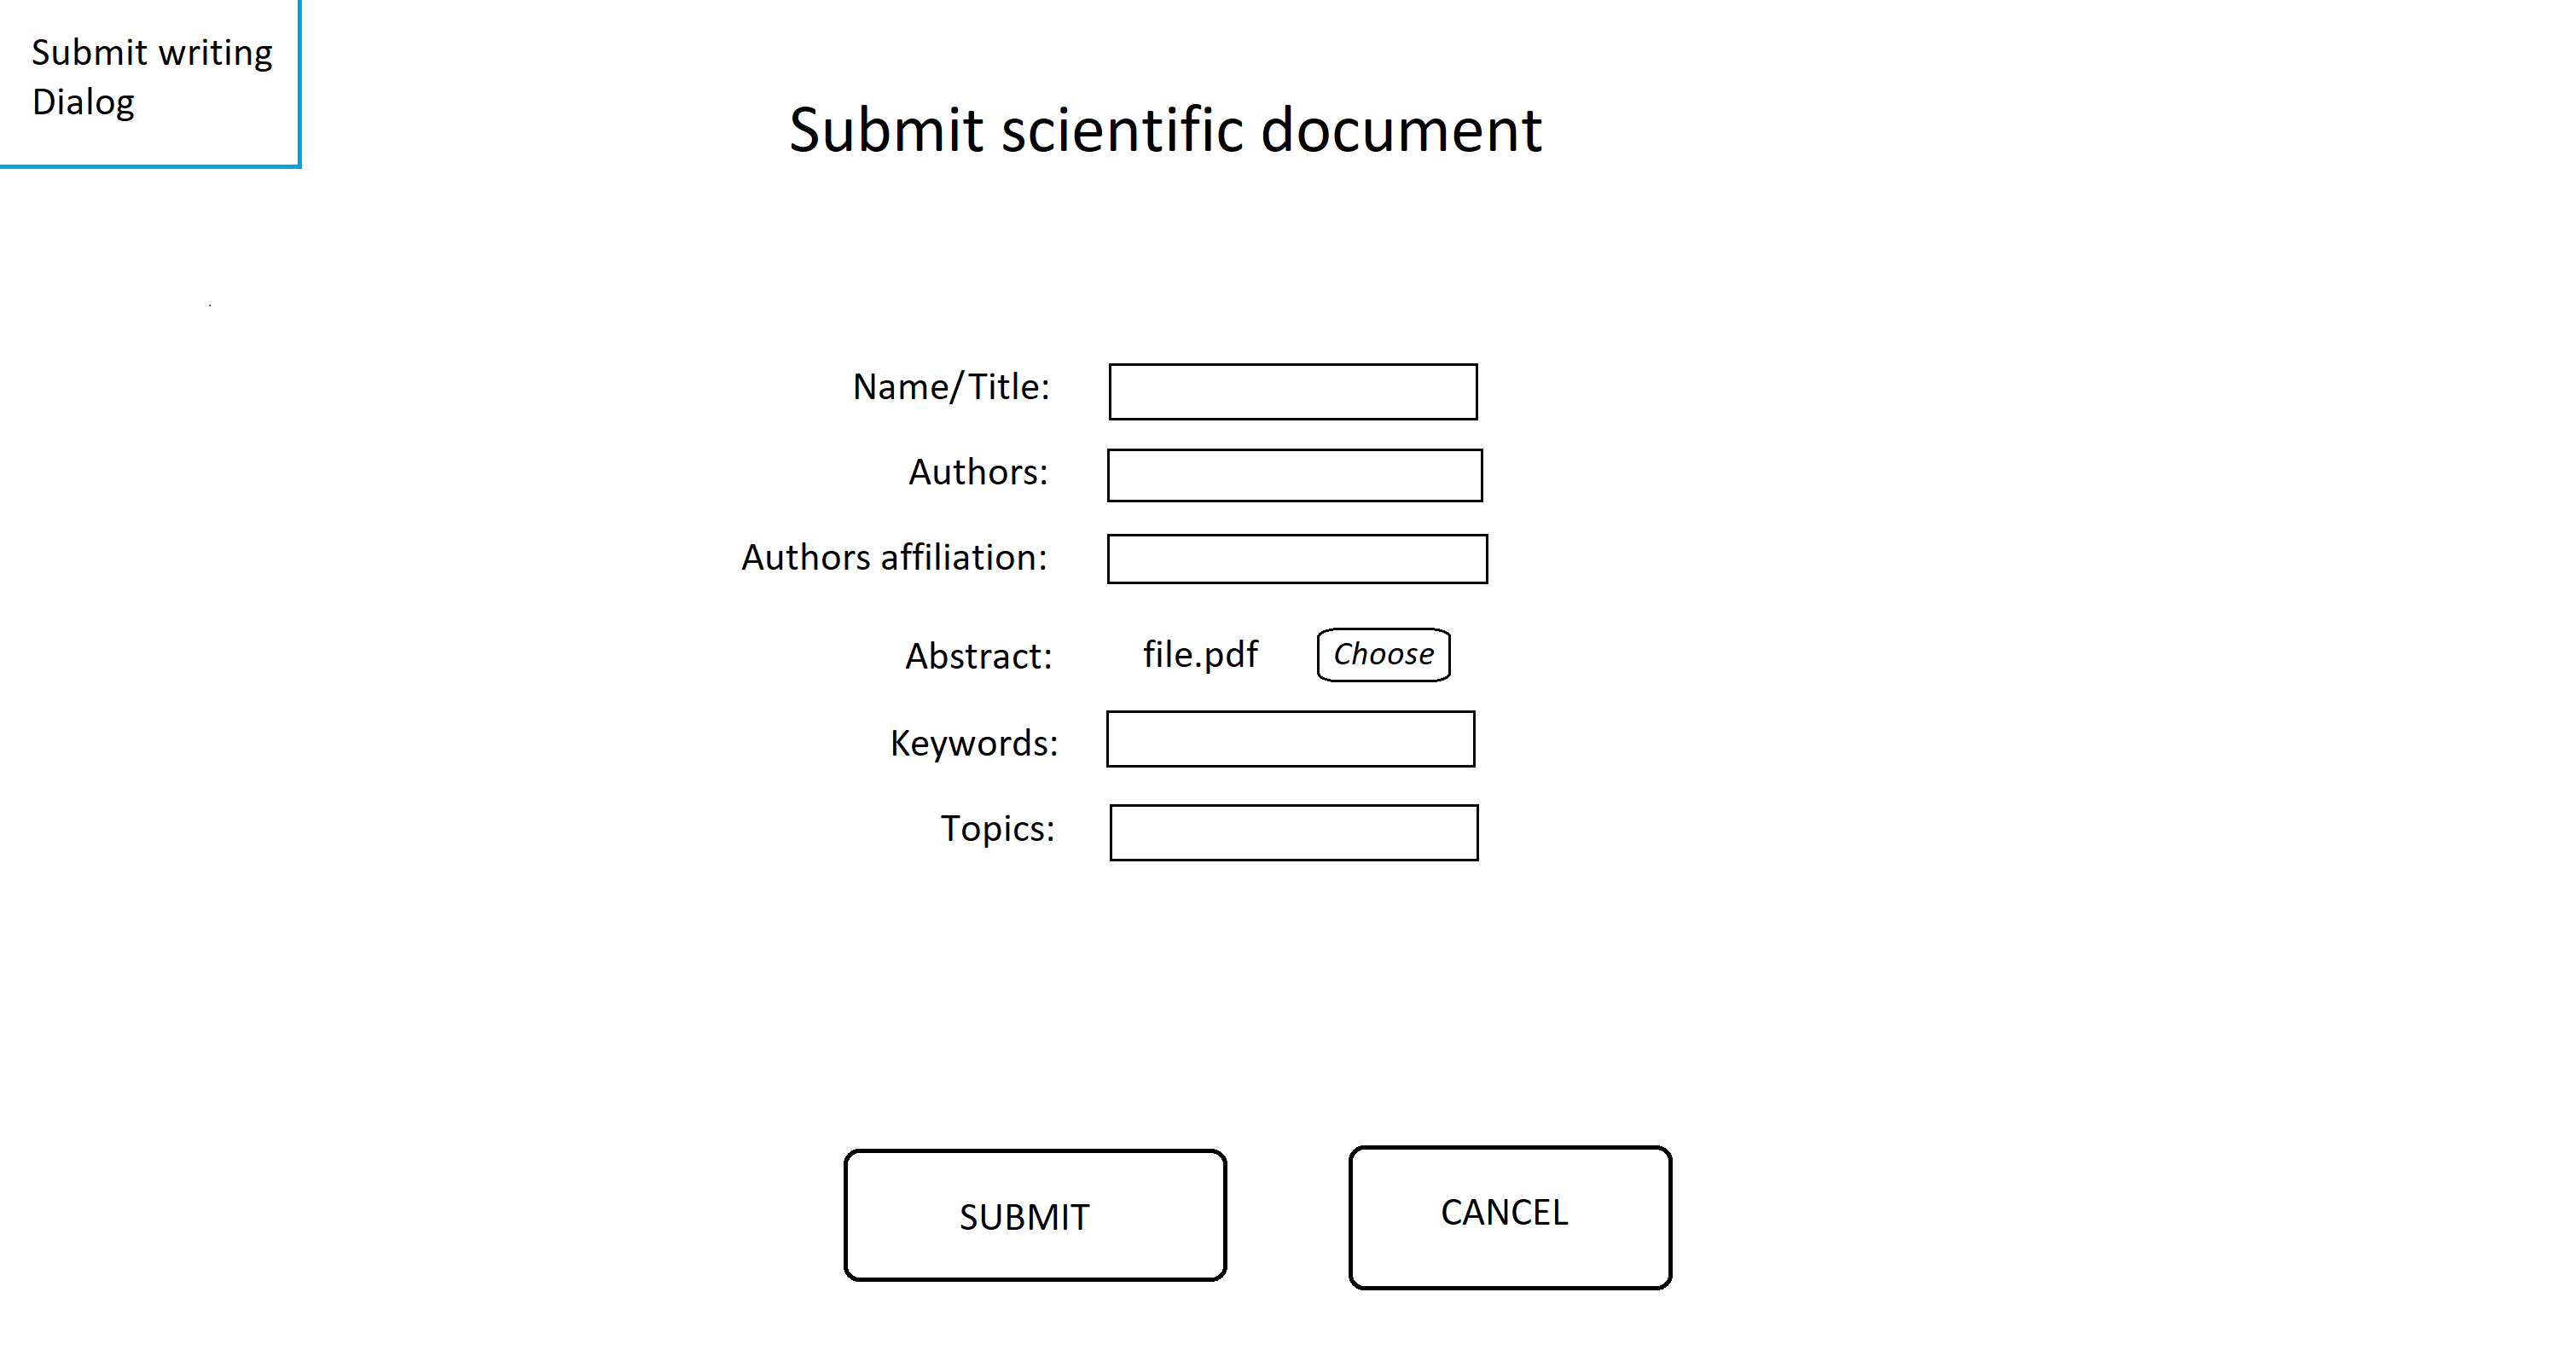 Submit writing
Dialog
Submit scientific document
Name/Title:
Authors:
Authors affiliation:
Abstract: file.pdf Choose
Keywords:
Topics:
SUBMIT CANCEL